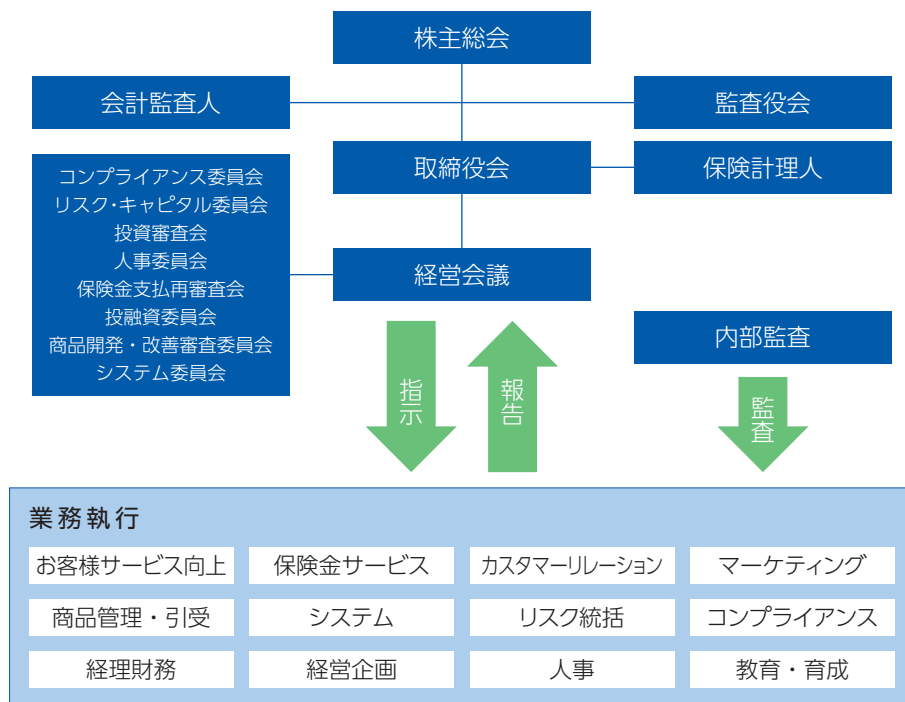 株主総会
会計監査人
監査役会
取締役会
保険計理人
コンプライアンス委員会
リスク・キャピタル委員会
投資審査会
人事委員会
保険金支払再審査会
投融資委員会
商品開発・改善審査委員会
システム委員会
経営会議
内部監査
指示
報告
監査
業務執行
お客様サービス向上
保険金サービス
カスタマーリレーション
マーケティング
商品管理・引受
システム
リスク統括
コンプライアンス
経理財務
経営企画
人事
教育・育成